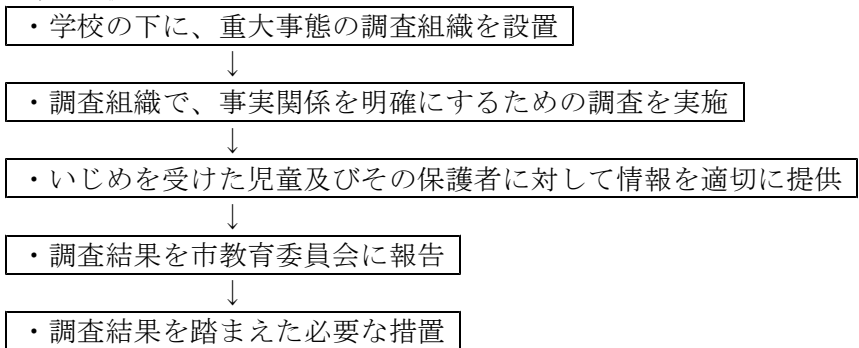 ・学校の下に、重大事態の調査組織を設置
↓
・調査組織で、事実関係を明確にするための調査を実施
↓
・いじめを受けた児童及びその保護者に対して情報を適切に提供
↓
・調査結果を市教育委員会に報告
↓
・調査結果を踏まえた必要な措置